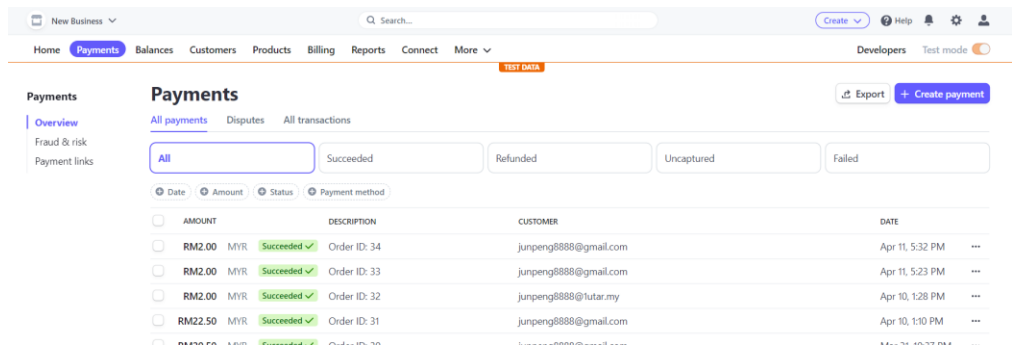 New Business
Search...
Create
Help
Home Payments Balances Customers Products Billing Reports Connect More
Developers Test mode
TEST DATA
Payments
Overview
Fraud & risk
Payment links
Payments
Export
+ Create payment
All payments Disputes All transactions
All Succeeded Refunded Uncaptured Failed
Date Amount Status Payment method
AMOUNT DESCRIPTION CUSTOMER DATE
RM2.00 MYR Succeeded Order ID: 34 junpeng8888@gmail.com Apr 11, 5:32 PM
RM2.00 MYR Succeeded Order ID: 33 junpeng8888@gmail.com Apr 11, 5:23 PM
RM2.00 MYR Succeeded Order ID: 32 junpeng8888@1utar.my Apr 10, 1:28 PM
RM22.50 MYR Succeeded Order ID: 31 junpeng8888@gmail.com Apr 10, 1:10 PM